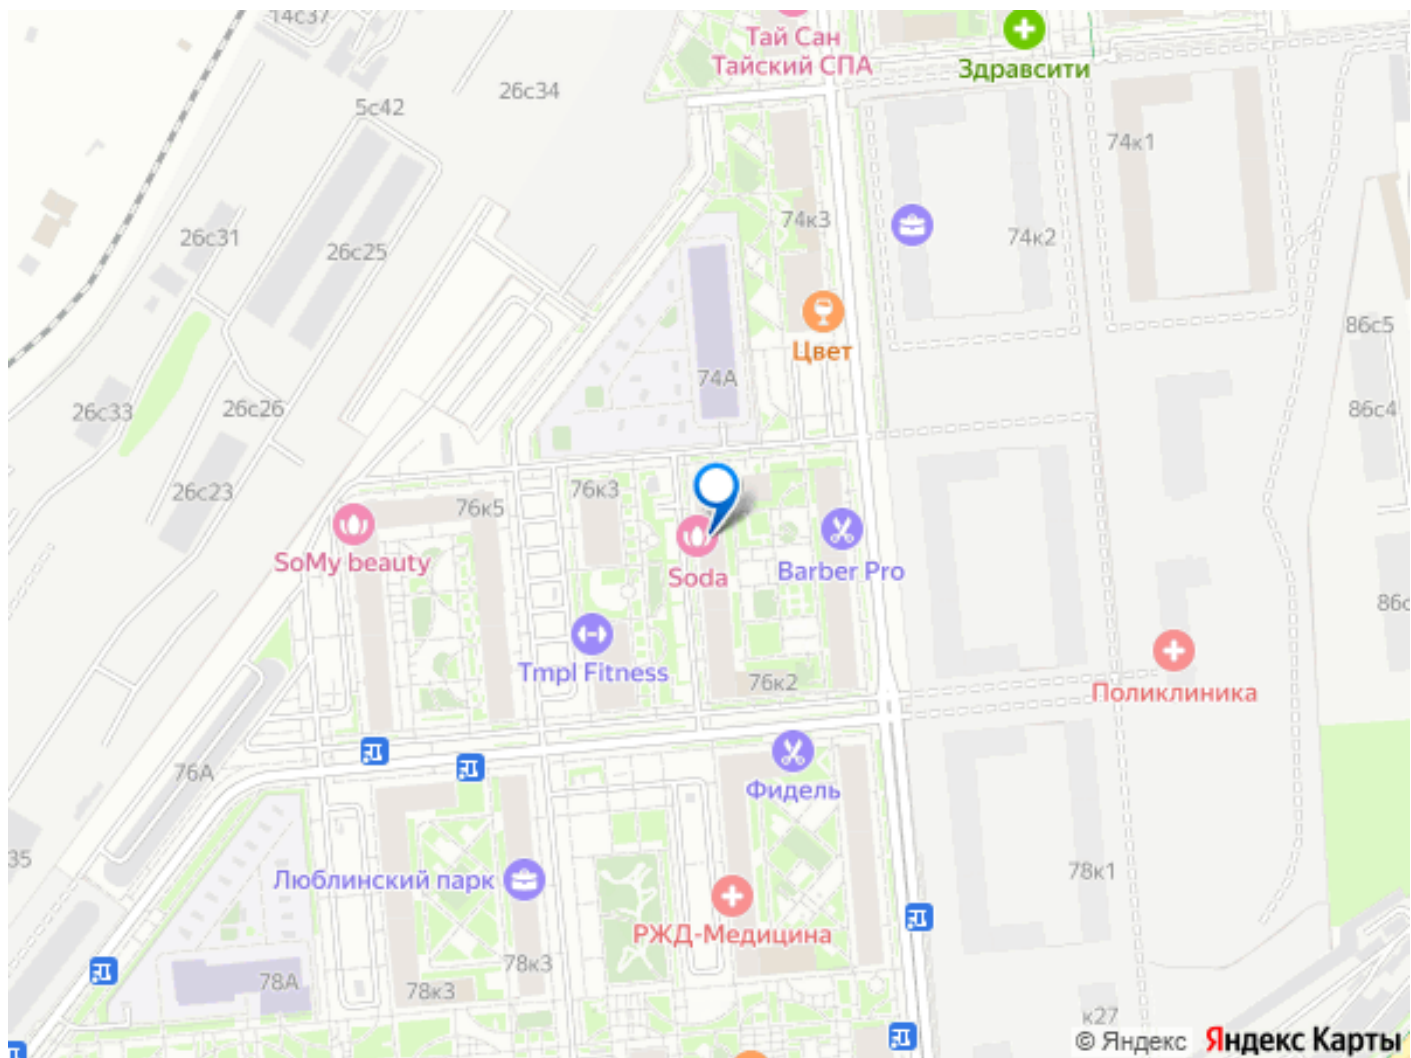 14с37
Тай Сан
Тайский СПА
Здравсити
26с34
5с42
74к1
74к3
26с31
26с25
74к2
Цвет
86с5
74А
26с33
26с26
86с4
26с23
76к3
76к5
SoMy beauty
Soda
Barber Pro
86с
Tmpl Fitness
76к2
Поликлиника
76А
Фидель
35
Люблинский парк
78к1
РЖД-Медицина
78А
78к3
78к3
к27
© Яндекс
Яндекс Карты